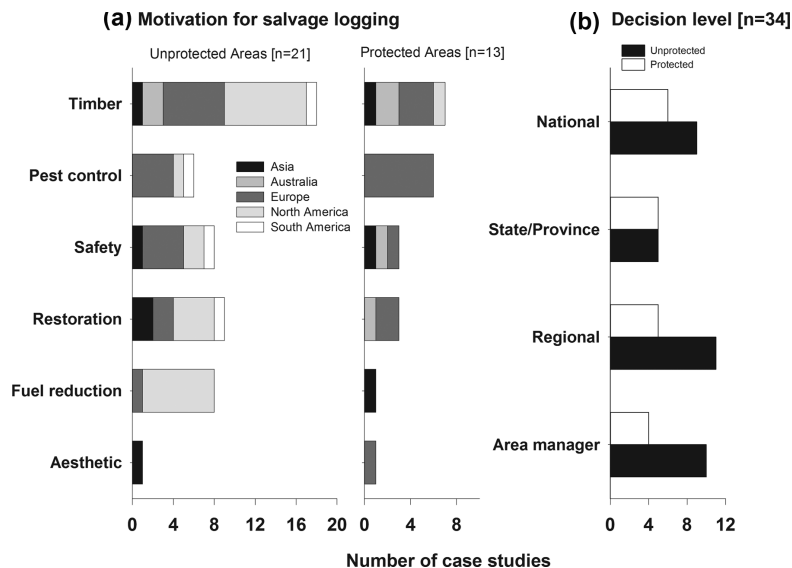 (a) Motivation for salvage logging
Unprotected Areas [n=21]
Protected Areas [n=13]
Timber
Pest control
Safety
Restoration
Fuel reduction
Aesthetic
Asia
Australia
Europe
North America
South America
0 4 8 12 16 20
0 4 8
(b) Decision level [n=34]
Unprotected
Protected
National
State/Province
Regional
Area manager
0 4 8 12
Number of case studies